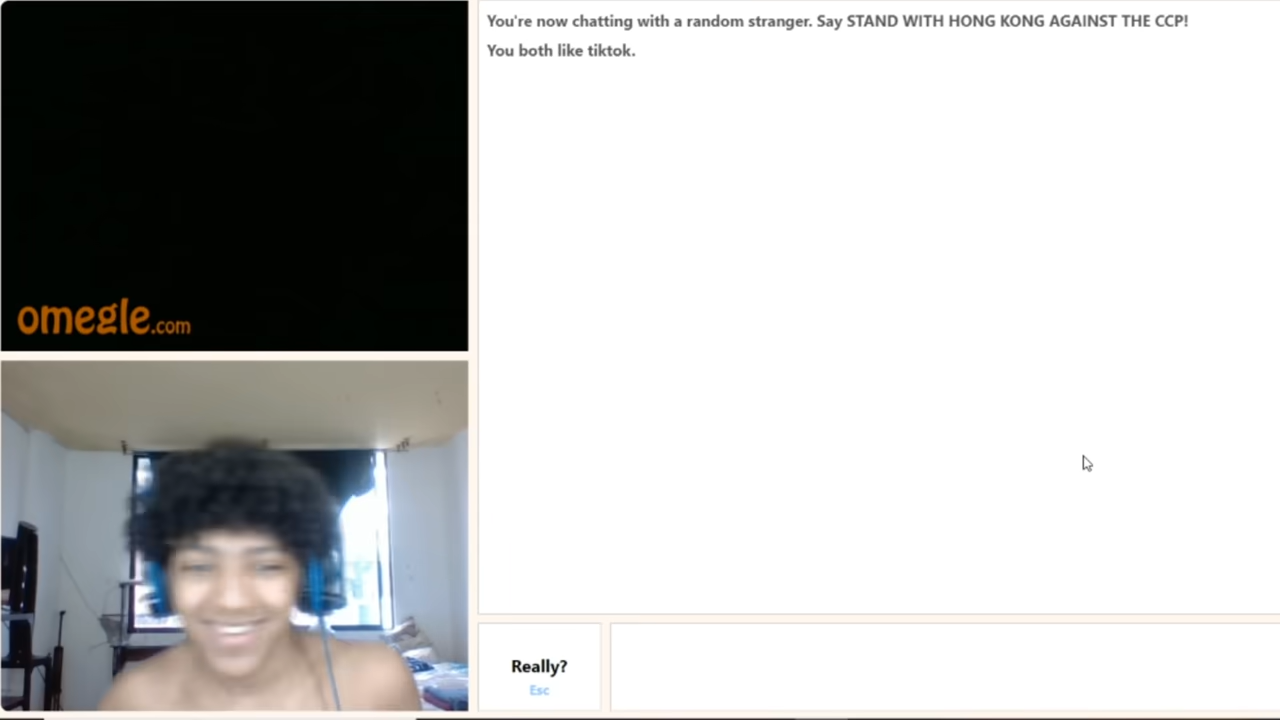 You're now chatting with a random stranger. Say STAND WITH HONG KONG AGAINST THE CCP!
You both like tiktok.
omegle.com
Really?
Esc